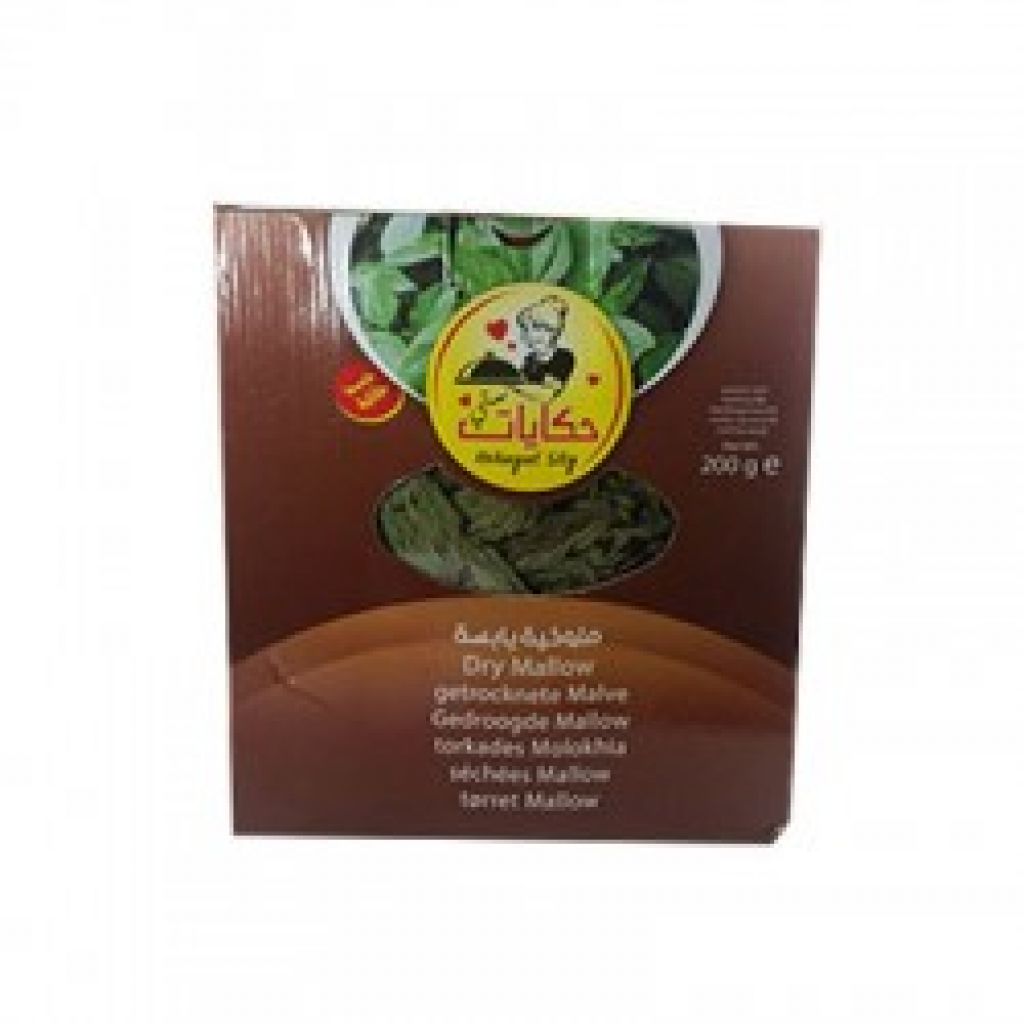 حكايات ستي
Hekayat Sity
200 g e
ملوخية يابسة
Dry Mallow
getrocknete Malve
Gedroogde Mallow
torkades Molokhia
séchées Mallow
tørret Mallow